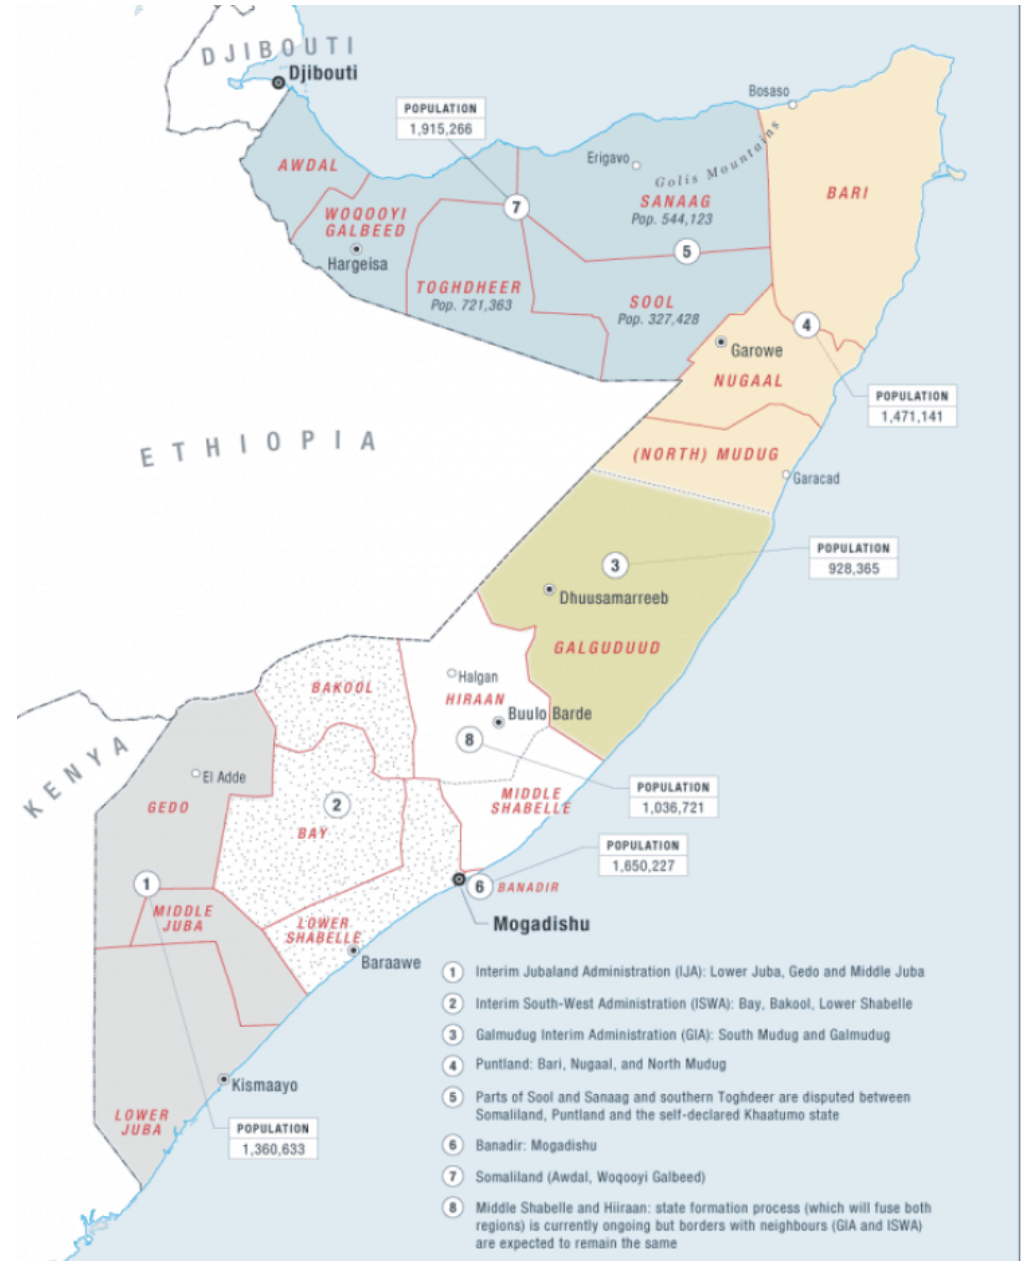 DJIBOUTI
Djibouti
POPULATION
1,915,266
Bosaso
Erigavo
Golis Mountains
AWDAL
SANAAG
Pop. 544,123
BARI
WOQOOYI
GALBEED
7
Hargeisa
5
TOGHDHEER
Pop. 721,363
SOOL
Pop. 327,428
4
Garowe
NUGAAL
POPULATION
1,471,141
ETHIOPIA
(NORTH) MUDUG
Garacad
POPULATION
928,365
3
Dhuusamarreeb
GALGUDUUD
BAKOOL
Halgan
HIRAAN
Buulo Barde
8
KENYA
El Adde
GEDO
POPULATION
1,036,721
MIDDLE
SHABELLE
2
BAY
POPULATION
1,650,227
1
6
BANADIR
MIDDLE
JUBA
Mogadishu
LOWER
SHABELLE
Baraawe
Kismaayo
LOWER
JUBA
POPULATION
1,360,633
1 Interim Jubaland Administration (IJA): Lower Juba, Gedo and Middle Juba
2 Interim South-West Administration (ISWA): Bay, Bakool, Lower Shabelle
3 Galmudug Interim Administration (GIA): South Mudug and Galmudug
4 Puntland: Bari, Nugaal, and North Mudug
5 Parts of Sool and Sanaag and southern Toghdeer are disputed between
Somaliland, Puntland and the self-declared Khaatumo state
6 Banadir: Mogadishu
7 Somaliland (Awdal, Woqooyi Galbeed)
8 Middle Shabelle and Hiiraan: state formation process (which will fuse both
regions) is currently ongoing but borders with neighbours (GIA and ISWA)
are expected to remain the same